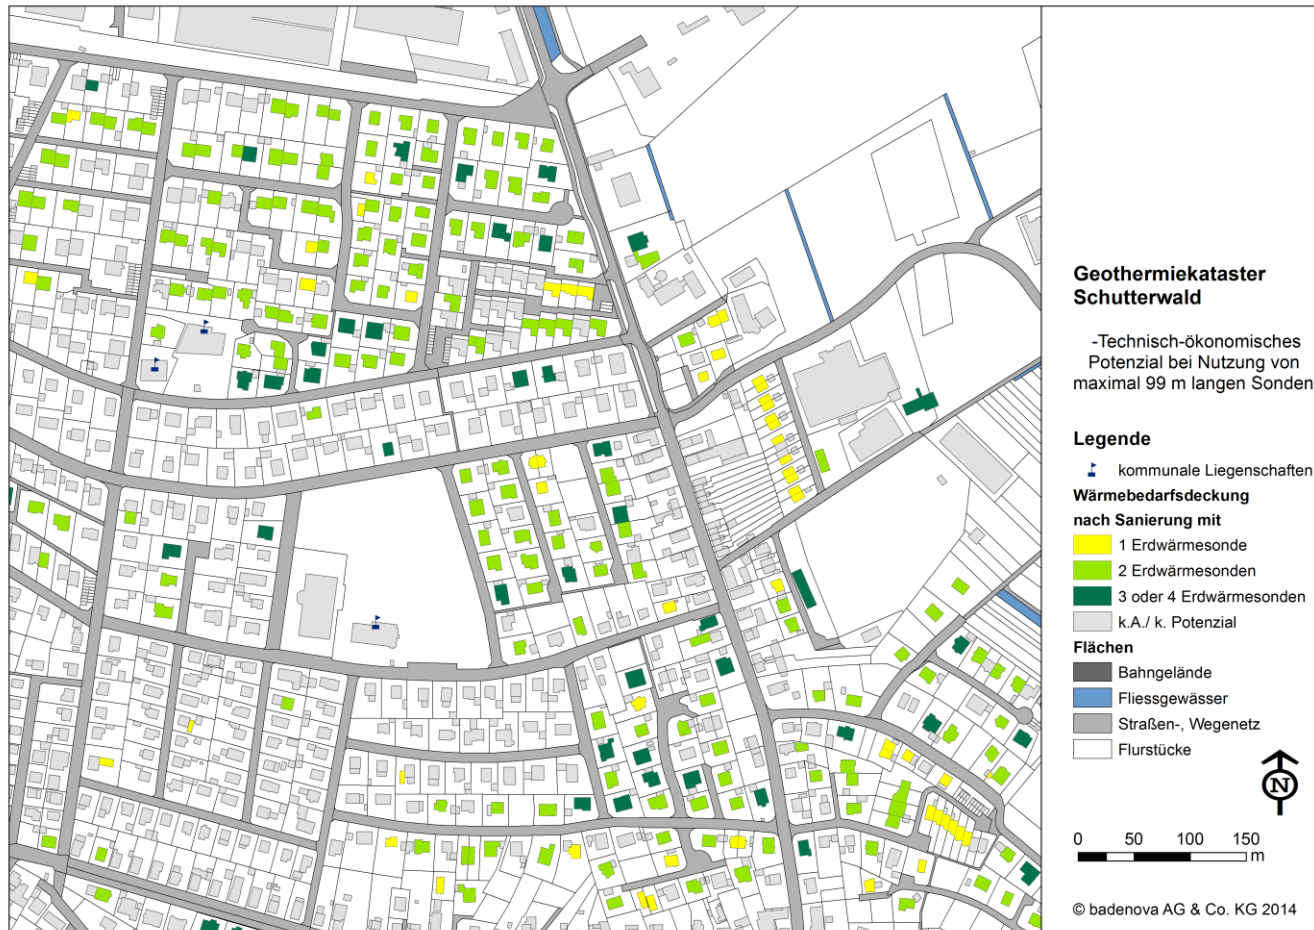 Geothermiekataster
Schutterwald
-Technisch-ökonomisches
Potenzial bei Nutzung von
maximal 99 m langen Sonden
Legende
kommunale Liegenschaften
Wärmebedarfsdeckung
nach Sanierung mit
1 Erdwärmesonde
2 Erdwärmesonden
3 oder 4 Erdwärmesonden
k.A./ k. Potenzial
Flächen
Bahngelände
Fliessgewässer
Straßen-, Wegenetz
Flurstücke
N
0 50 100 150
m
© badenova AG & Co. KG 2014